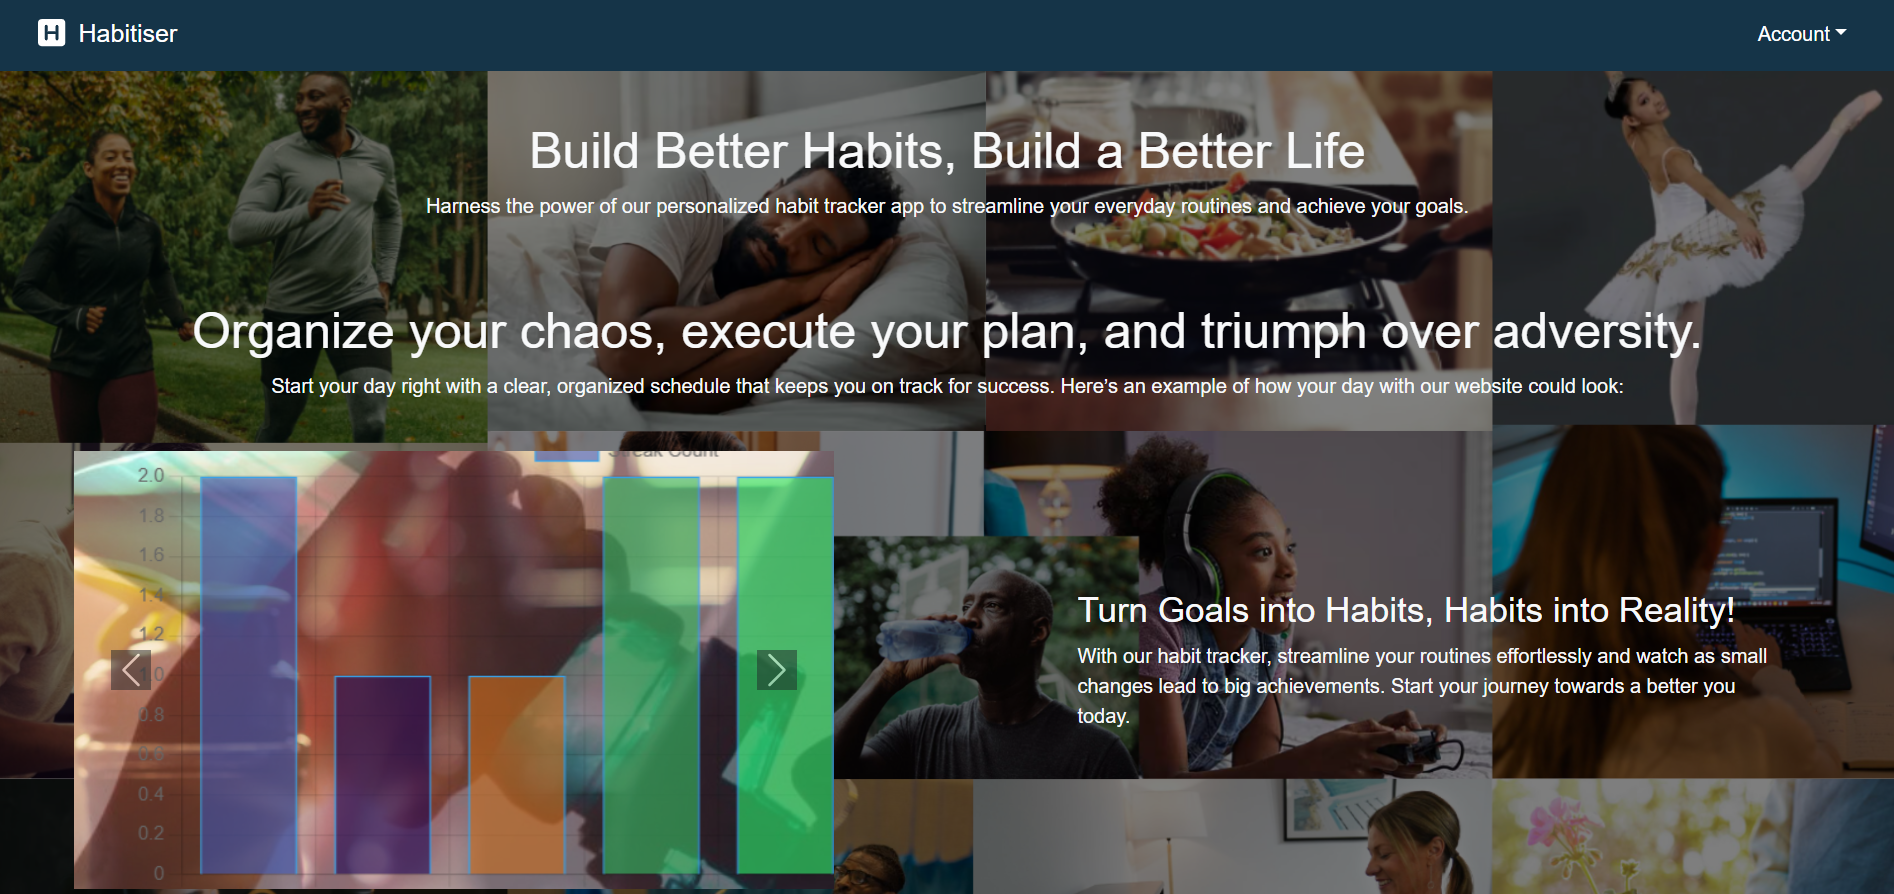 H Habitiser
Account
Build Better Habits, Build a Better Life
Harness the power of our personalized habit tracker app to streamline your everyday routines and achieve your goals.
Organize your chaos, execute your plan, and triumph over adversity.
Start your day right with a clear, organized schedule that keeps you on track for success. Here's an example of how your day with our website could look:
Streak Count
2.0
1.8
1.6
1.4
1.2
1.0
0.8
0.6
0.4
0.2
0
Turn Goals into Habits, Habits into Reality!
With our habit tracker, streamline your routines effortlessly and watch as small
changes lead to big achievements. Start your journey towards a better you
today.